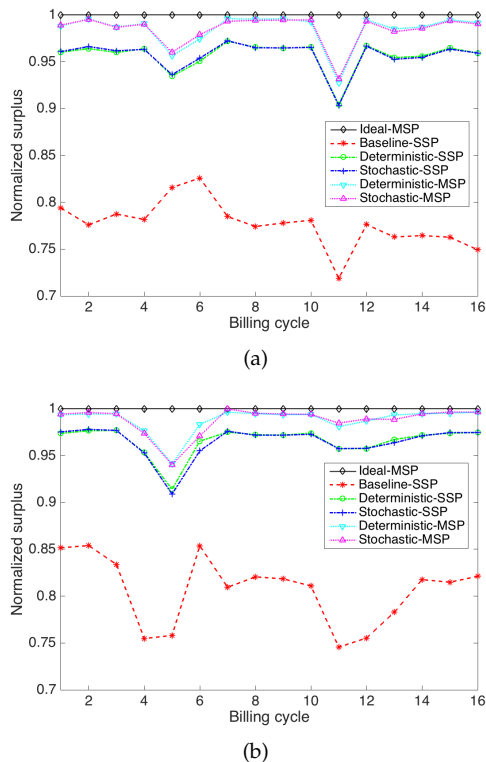 1
0.95
0.9
0.85
0.8
0.75
0.7
Normalized surplus
Ideal-MSP
Baseline-SSP
Deterministic-SSP
Stochastic-SSP
Deterministic-MSP
Stochastic-MSP
2 4 6 8 10 12 14 16
Billing cycle
(a)
1
0.95
0.9
0.85
0.8
0.75
0.7
Normalized surplus
Ideal-MSP
Baseline-SSP
Deterministic-SSP
Stochastic-SSP
Deterministic-MSP
Stochastic-MSP
2 4 6 8 10 12 14 16
Billing cycle
(b)